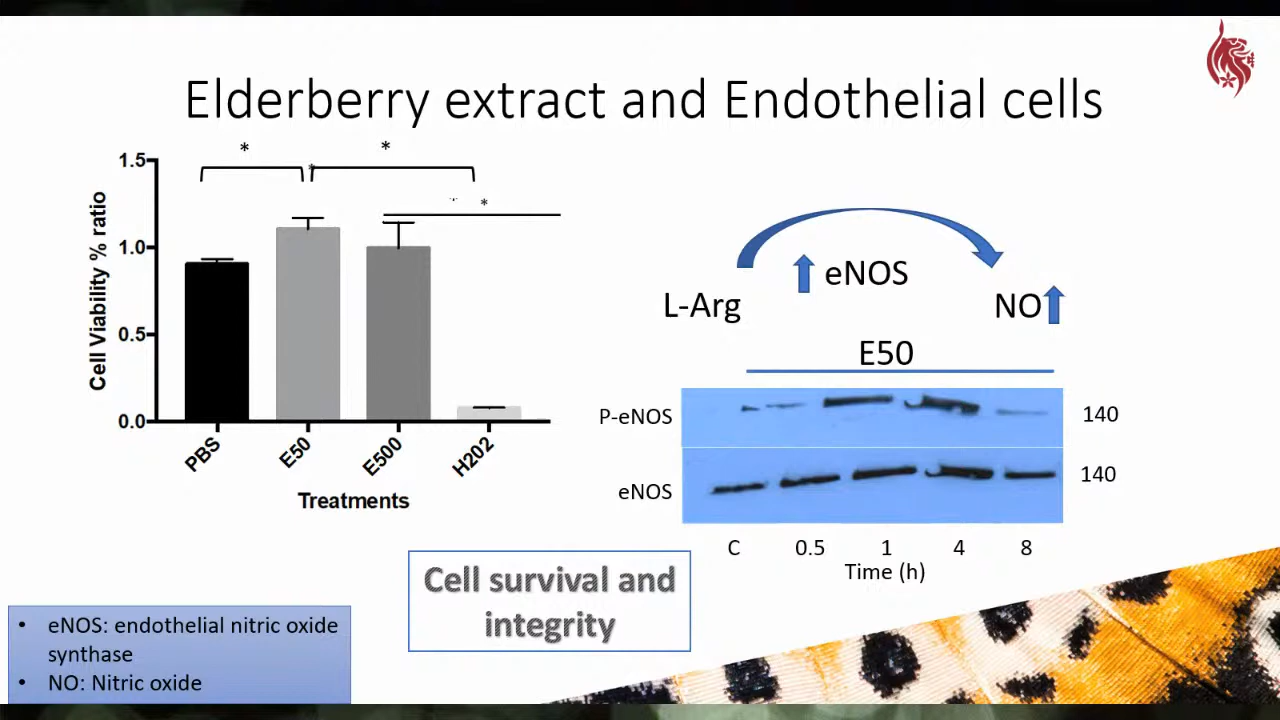 Elderberry extract and Endothelial cells
*
*
*
*
*
1.5
1.0
0.5
0.0
Cell Viability % ratio
PBS
E50
E500
H202
Treatments
eNOS
L-Arg
NO
E50
P-eNOS
140
eNOS
140
C 0.5 1 4 8
Time (h)
Cell survival and
integrity
• eNOS: endothelial nitric oxide
synthase
• NO: Nitric oxide